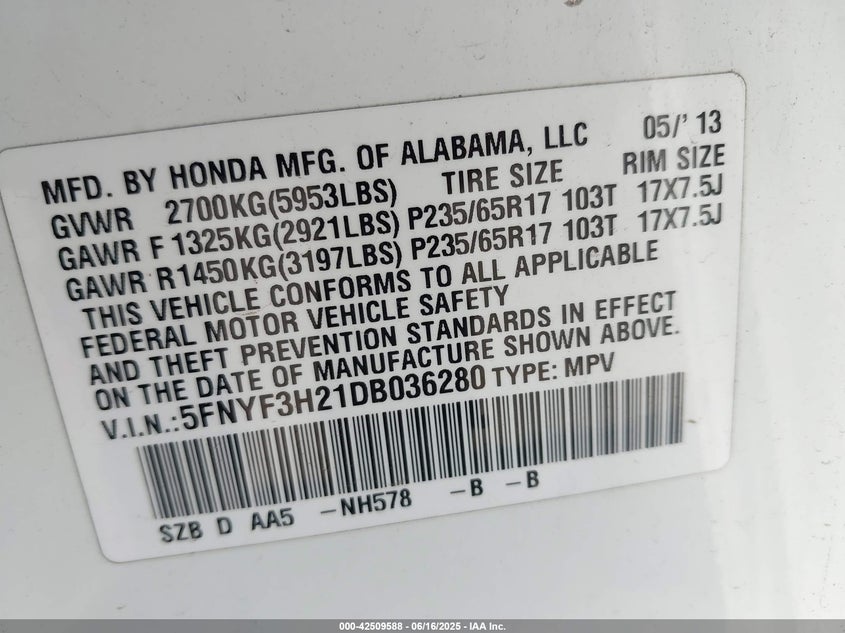 MFD. BY HONDA MFG. OF ALABAMA, LLC 05/' 13
GVWR 2700KG(5953LBS) TIRE SIZE RIM SIZE
GAWR F 1325KG(2921LBS) P235/65R17 103T 17X7.5J
GAWR R1450KG(3197LBS) P235/65R17 103T 17X7.5J
THIS VEHICLE CONFORMS TO ALL APPLICABLE
FEDERAL MOTOR VEHICLE SAFETY
AND THEFT PREVENTION STANDARDS IN EFFECT
ON THE DATE OF MANUFACTURE SHOWN ABOVE.
V.I.N.:5FNYF3H21DB036280 TYPE: MPV
SZB D AA5 -NH578 -B -B
000-42509588 - 06/16/2025 - IAA Inc.